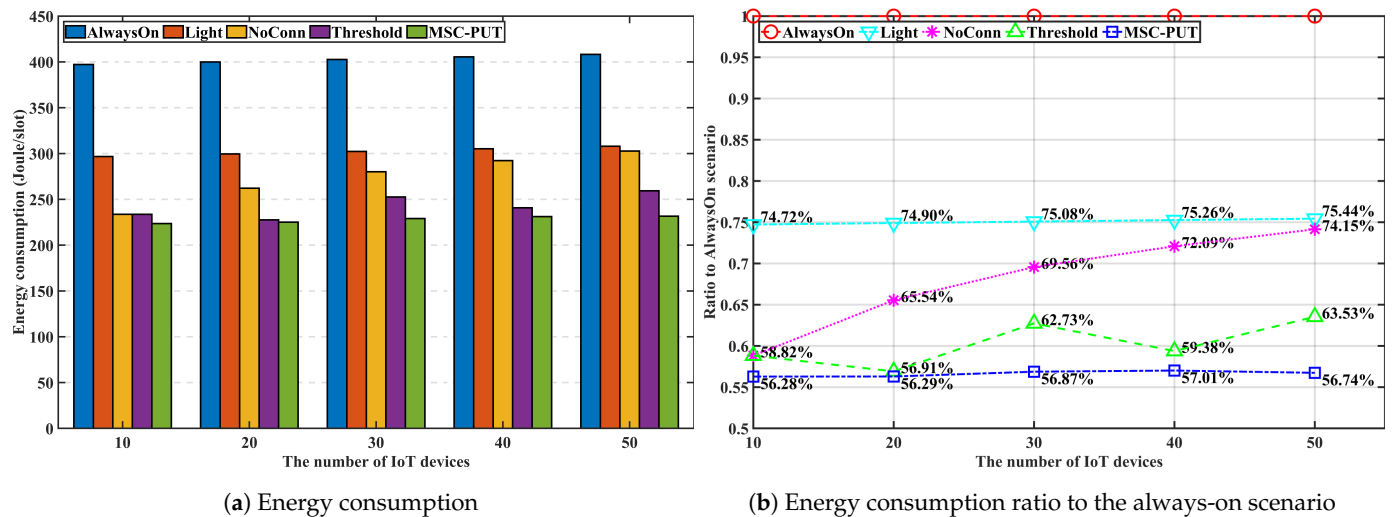 450
400
350
300
250
200
150
100
50
0
Energy consumption (Joule/slot)
AlwaysOn Light NoConn Threshold MSC-PUT
10 20 30 40 50
The number of IoT devices
(a) Energy consumption
1
0.95
0.9
0.85
0.8
0.75
0.7
0.65
0.6
0.55
0.5
Ratio to AlwaysOn scenario
AlwaysOn Light NoConn Threshold MSC-PUT
74.72% 74.90% 75.08% 75.26% 75.44%
65.54% 69.56% 72.09% 74.15%
58.82% 56.91% 62.73% 59.38% 63.53%
56.28% 56.29% 56.87% 57.01% 56.74%
10 20 30 40 50
The number of IoT devices
(b) Energy consumption ratio to the always-on scenario